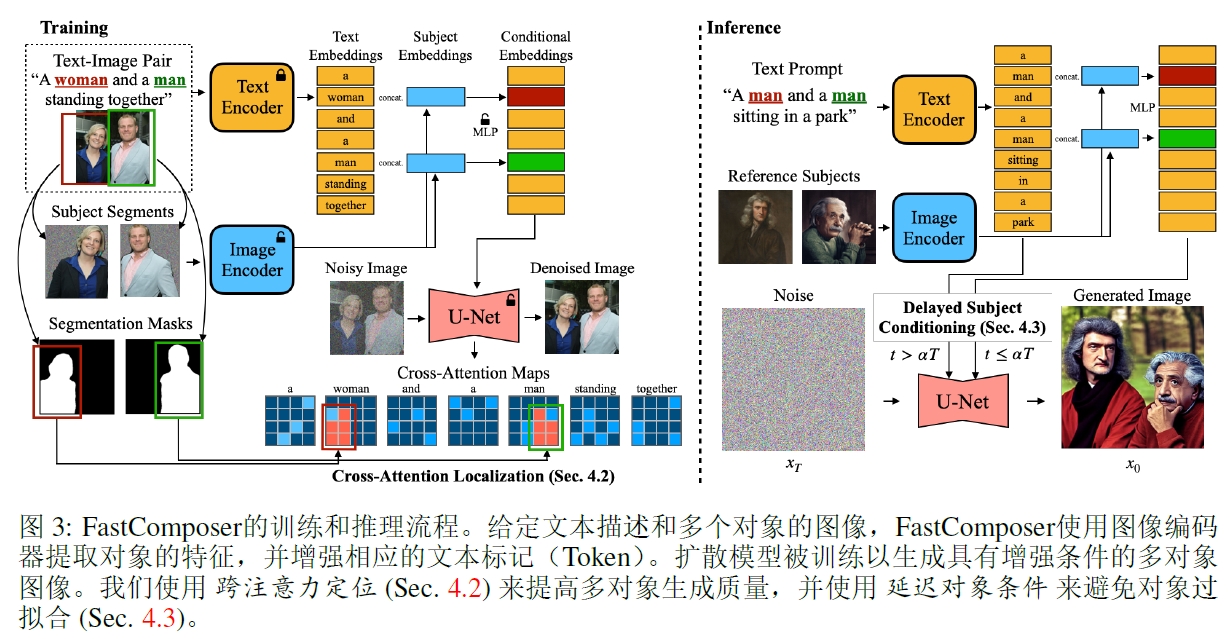 Training
Text-Image Pair
“A woman and a man
standing together”
Subject Segments
Segmentation Masks
Text
Encoder
Image
Encoder
Text
Embeddings
a
woman
and
a
man
standing
together
Subject
Embeddings
concat.
concat.
Conditional
Embeddings
MLP
Noisy Image
U-Net
Denoised Image
Cross-Attention Maps
a woman and a man standing together
Cross-Attention Localization (Sec. 4.2)
Inference
Text Prompt
“A man and a man
sitting in a park”
Reference Subjects
Text
Encoder
Image
Encoder
a
man
and
a
man
sitting
in
a
park
concat.
concat.
MLP
Noise
x_T
Delayed Subject
Conditioning (Sec. 4.3)
t > αT
t ≤ αT
U-Net
Generated Image
x_0
图 3: FastComposer的训练和推理流程。给定文本描述和多个对象的图像，FastComposer使用图像编码
器提取对象的特征，并增强相应的文本标记（Token）。扩散模型被训练以生成具有增强条件的多对象
图像。我们使用 跨注意力定位 (Sec. 4.2) 来提高多对象生成质量，并使用 延迟对象条件 来避免对象过
拟合 (Sec. 4.3)。